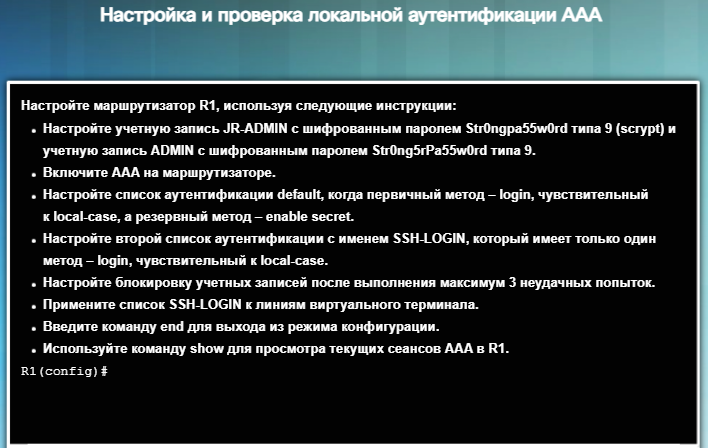 Настройка и проверка локальной аутентификации AAA
Настройте маршрутизатор R1, используя следующие инструкции:
• Настройте учетную запись JR-ADMIN с шифрованным паролем Str0ngpa55w0rd типа 9 (scrypt) и
учетную запись ADMIN с шифрованным паролем Str0ng5rPa55w0rd типа 9.
• Включите AAA на маршрутизаторе.
• Настройте список аутентификации default, когда первичный метод – login, чувствительный
к local-case, а резервный метод – enable secret.
• Настройте второй список аутентификации с именем SSH-LOGIN, который имеет только один
метод – login, чувствительный к local-case.
• Настройте блокировку учетных записей после выполнения максимум 3 неудачных попыток.
• Примените список SSH-LOGIN к линиям виртуального терминала.
• Введите команду end для выхода из режима конфигурации.
• Используйте команду show для просмотра текущих сеансов AAA в R1.
R1(config)#